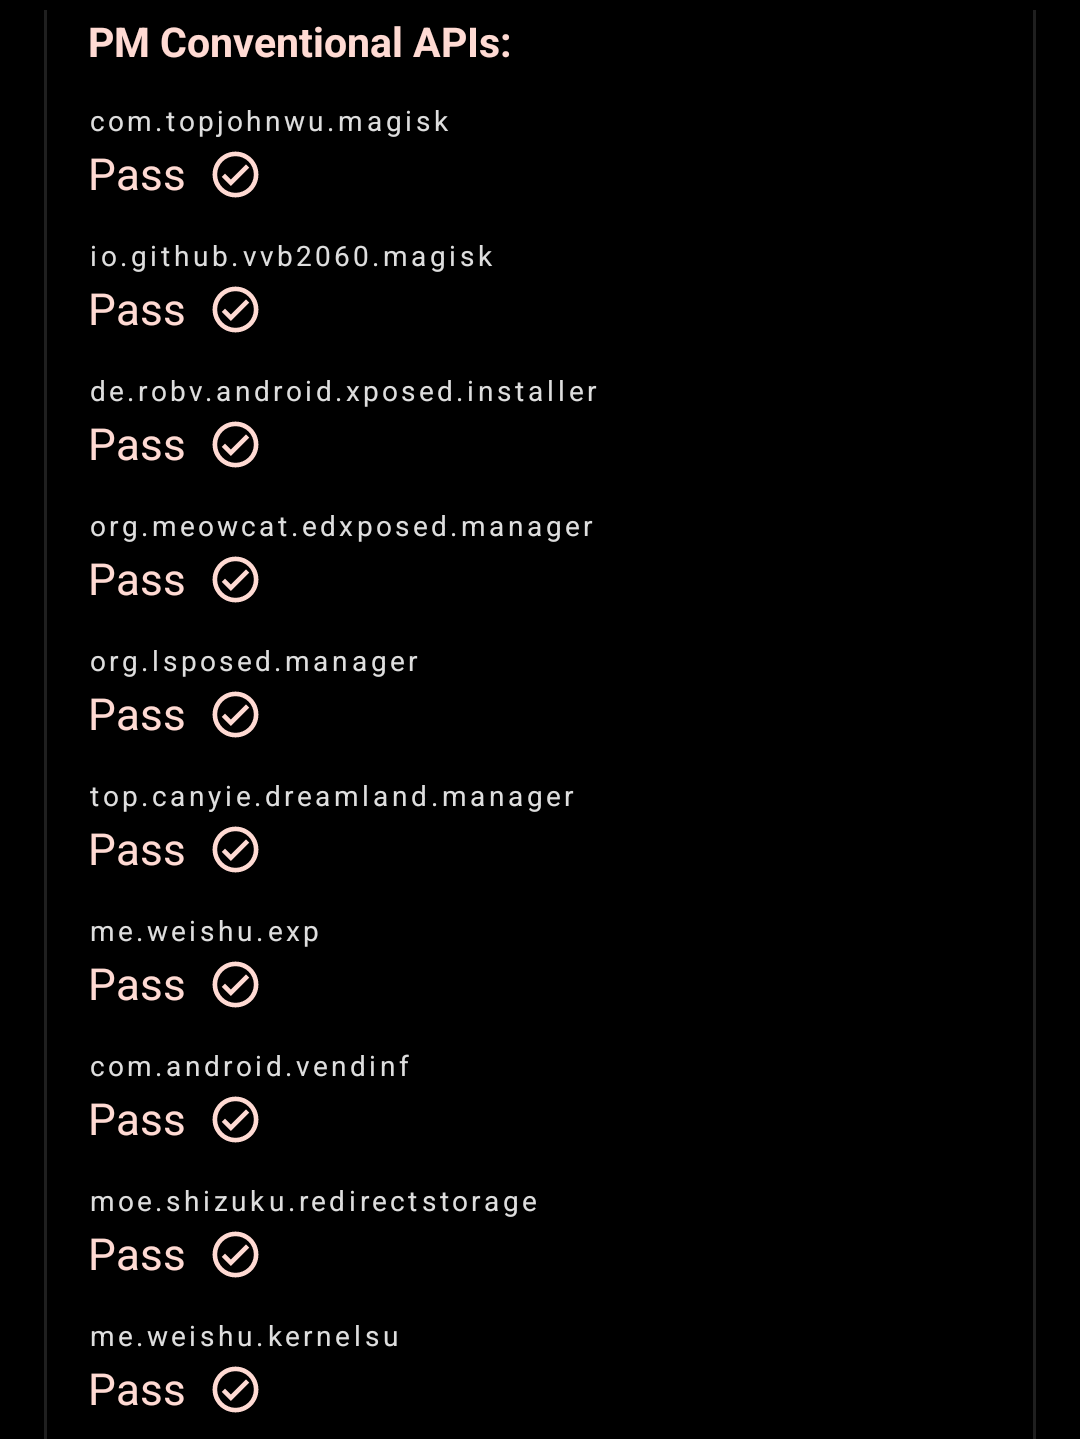 PM Conventional APIs:
com.topjohnwu.magisk
Pass
io.github.vvb2060.magisk
Pass
de.robv.android.xposed.installer
Pass
org.meowcat.edxposed.manager
Pass
org.lsposed.manager
Pass
top.canyie.dreamland.manager
Pass
me.weishu.exp
Pass
com.android.vendinf
Pass
moe.shizuku.redirectstorage
Pass
me.weishu.kernelsu
Pass